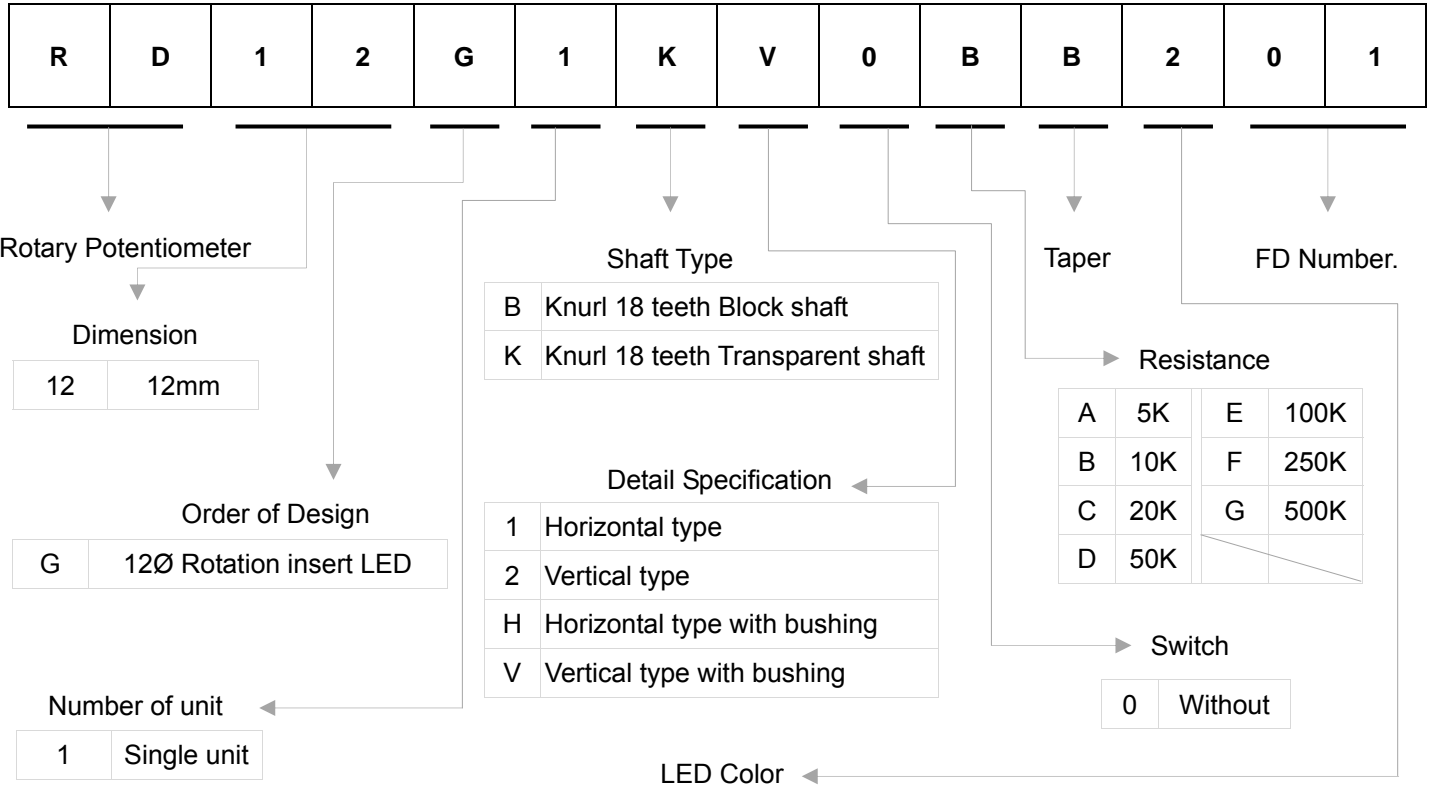 R D 1 2 G 1 K V 0 B B 2 0 1
Rotary Potentiometer
Dimension
12 12mm
Order of Design
G 12Ø Rotation insert LED
Number of unit
1 Single unit
Shaft Type
B Knurl 18 teeth Block shaft
K Knurl 18 teeth Transparent shaft
Detail Specification
1 Horizontal type
2 Vertical type
H Horizontal type with bushing
V Vertical type with bushing
LED Color
Taper
FD Number.
Resistance
A 5K E 100K
B 10K F 250K
C 20K G 500K
D 50K
Switch
0 Without